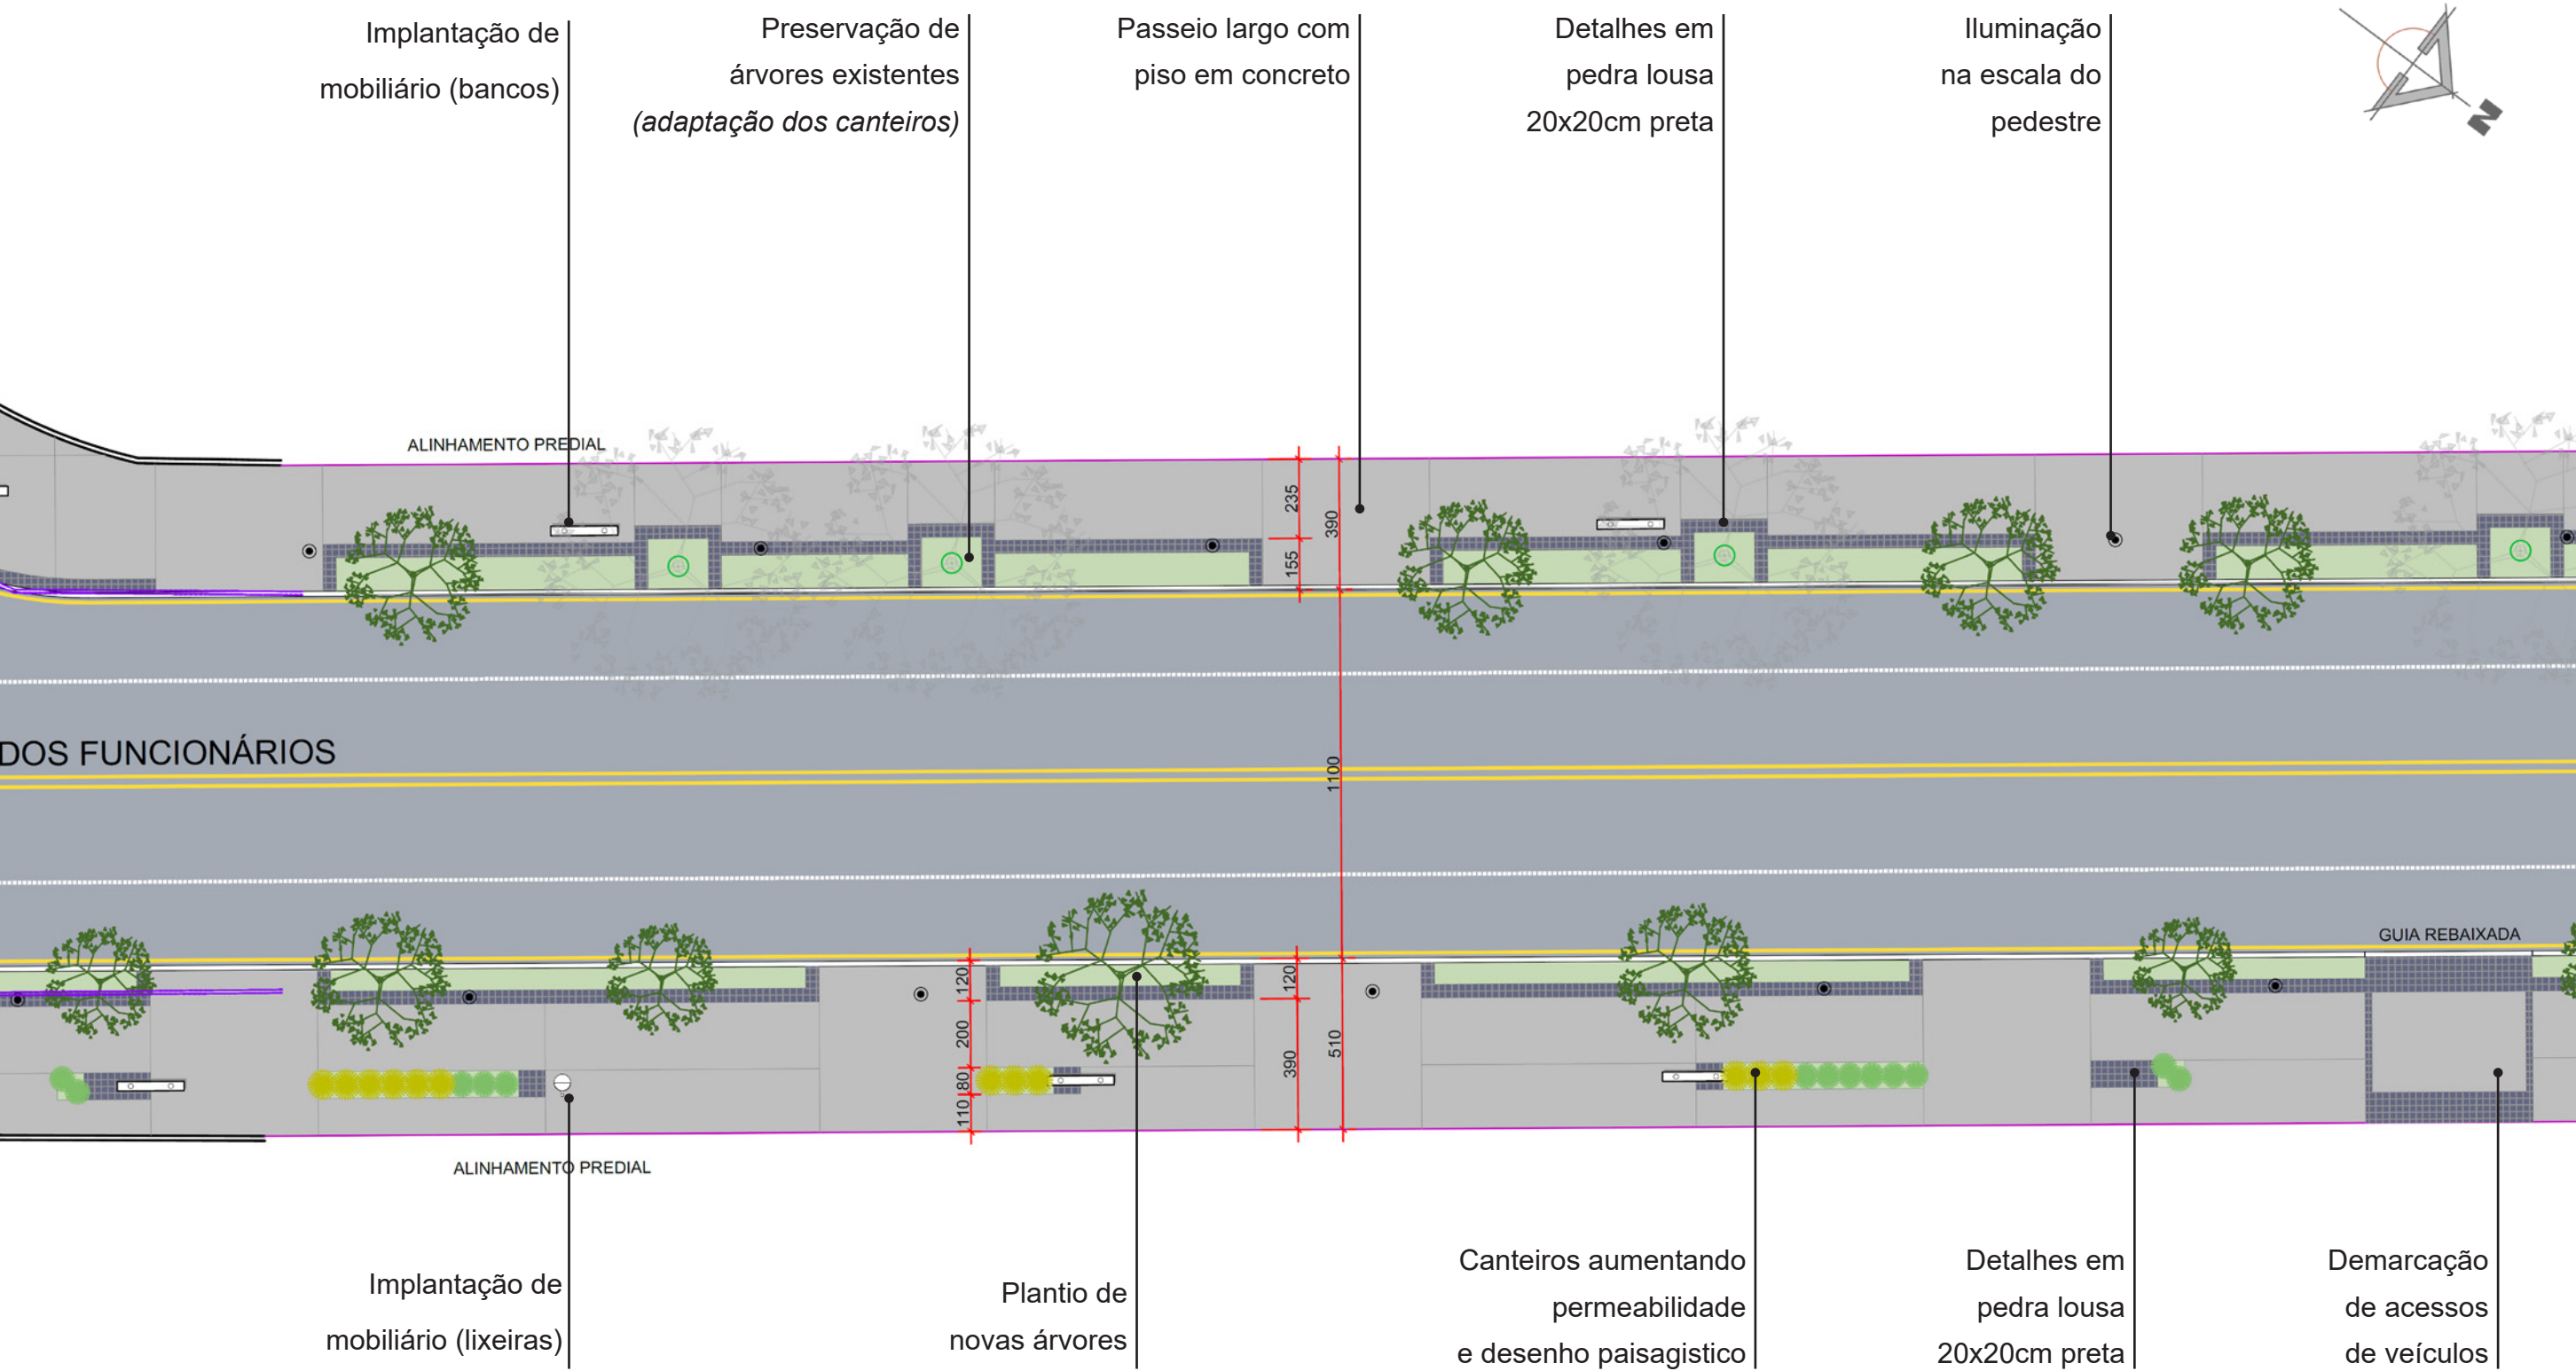 Implantação de
mobiliário (bancos)
Preservação de
árvores existentes
(adaptação dos canteiros)
Passeio largo com
piso em concreto
Detalhes em
pedra lousa
20x20cm preta
Iluminação
na escala do
pedestre
N
ALINHAMENTO PREDIAL
235
390
155
DOS FUNCIONÁRIOS
1100
GUIA REBAIXADA
120
120
200
510
390
80
110
ALINHAMENTO PREDIAL
Implantação de
mobiliário (lixeiras)
Plantio de
novas árvores
Canteiros aumentando
permeabilidade
e desenho paisagistico
Detalhes em
pedra lousa
20x20cm preta
Demarcação
de acessos
de veículos